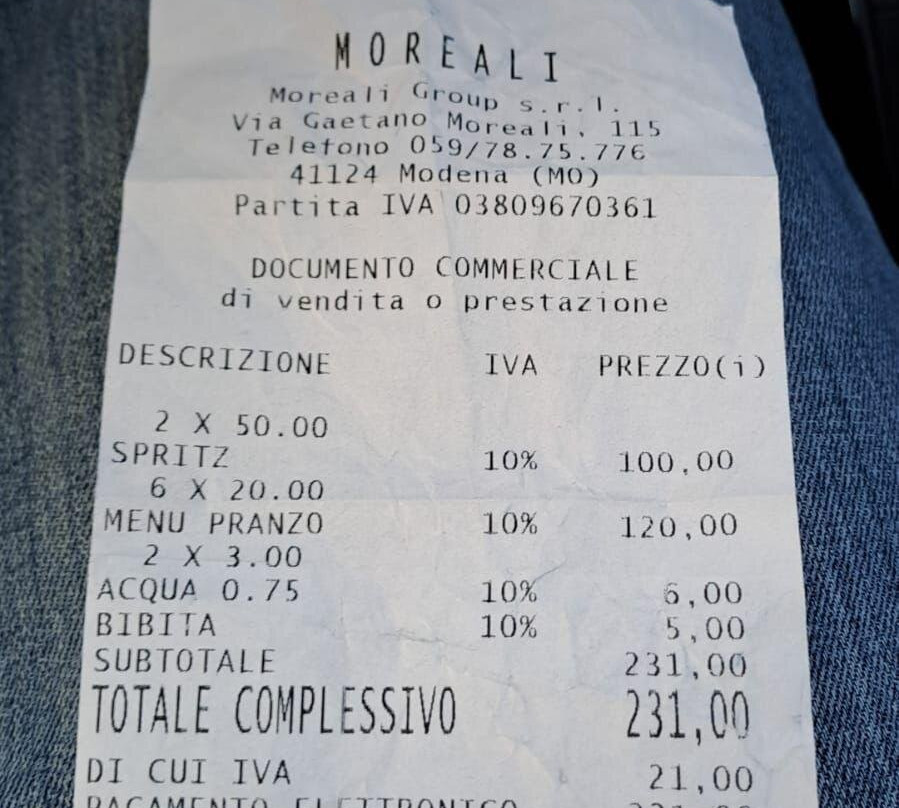 MOREALI
Moreali Group s.r.l.
Via Gaetano Moreali, 115
Telefono 059/78.75.776
41124 Modena (MO)
Partita IVA 03809670361
DOCUMENTO COMMERCIALE
di vendita o prestazione
DESCRIZIONE IVA PREZZO(i)
2 X 50.00
SPRITZ 10% 100,00
6 X 20.00
MENU PRANZO 10% 120,00
2 X 3.00
ACQUA 0.75 10% 6,00
BIBITA 10% 5,00
SUBTOTALE 231,00
TOTALE COMPLESSIVO 231,00
DI CUI IVA 21,00
PAGAMENTO ELETTRONICO